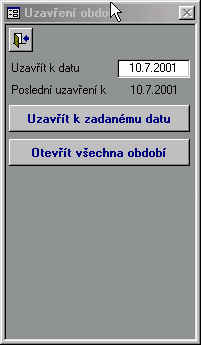 Uzavření obdo
Uzavřít k datu 10.7.2001
Poslední uzavření k 10.7.2001
Uzavřít k zadanému datu
Otevřít všechna období